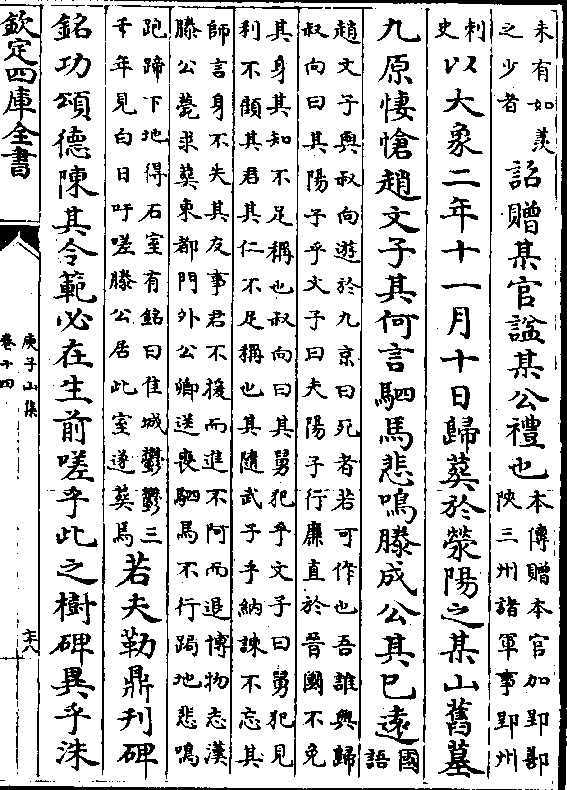 未有如羨
之少者
詔贈某官諡某公禮也
本傳贈本官加郢鄀
陝三州諸軍事郢州
刺
史
以大象二年十一月十日歸葬於滎陽之某山舊墓
九原悽愴趙文子其何言駟馬悲鳴滕成公其已遠
國
語
趙文子與叔向遊於九京曰死者若可作也吾誰與歸
叔向曰其陽子乎文子曰夫陽子行廉直於晉國不免
其身其知不足稱也叔向曰其舅犯乎文子曰舅犯見
利不顧其君其仁不足稱也其隨武子乎納諫不忘其
師言身不失其友事君不援而進不阿而退博物志漢
滕公薨求葬東都門外公卿送喪駟馬不行跼地悲鳴
跑蹄下地得石室有銘曰佳城鬱鬱三
千年見白日吁嗟滕公居此室遂葬焉
若夫勒鼎刋碑
銘功頌德陳其令範必在生前嗟乎此之樹碑異乎洙
欽定四庫全書
庾子山集
卷十四